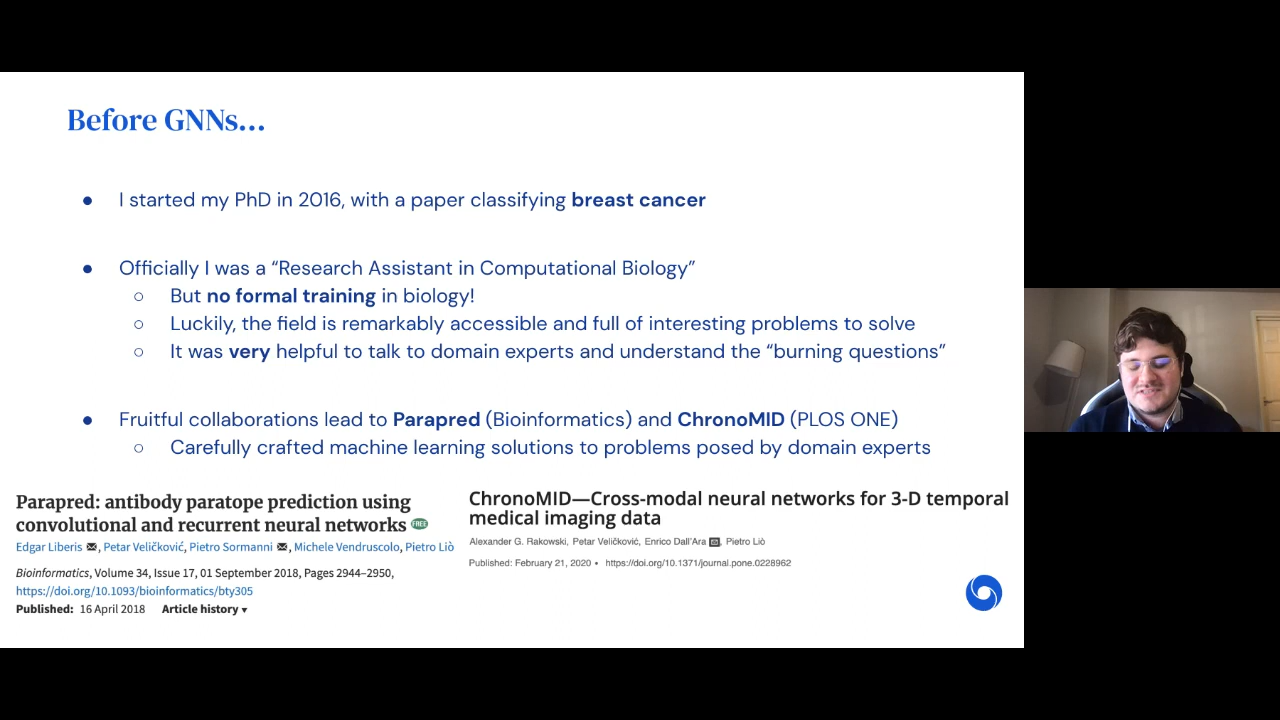 Before GNNs...
● I started my PhD in 2016, with a paper classifying breast cancer
● Officially I was a “Research Assistant in Computational Biology”
○ But no formal training in biology!
○ Luckily, the field is remarkably accessible and full of interesting problems to solve
○ It was very helpful to talk to domain experts and understand the “burning questions”
● Fruitful collaborations lead to Parapred (Bioinformatics) and ChronoMID (PLOS ONE)
○ Carefully crafted machine learning solutions to problems posed by domain experts
Parapred: antibody paratope prediction using
convolutional and recurrent neural networks FREE
Edgar Liberis, Petar Veličković, Pietro Sormanni, Michele Vendruscolo, Pietro Liò
Bioinformatics, Volume 34, Issue 17, 01 September 2018, Pages 2944–2950,
https://doi.org/10.1093/bioinformatics/bty305
Published: 16 April 2018 Article history ▾
ChronoMID—Cross-modal neural networks for 3-D temporal
medical imaging data
Alexander G. Rakowski, Petar Veličković, Enrico Dall’Ara, Pietro Liò
Published: February 21, 2020 • https://doi.org/10.1371/journal.pone.0228962